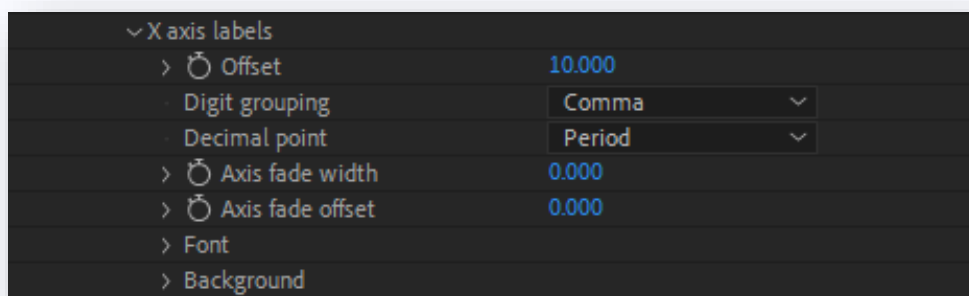 X axis labels
Offset 10.000
Digit grouping Comma
Decimal point Period
Axis fade width 0.000
Axis fade offset 0.000
Font
Background